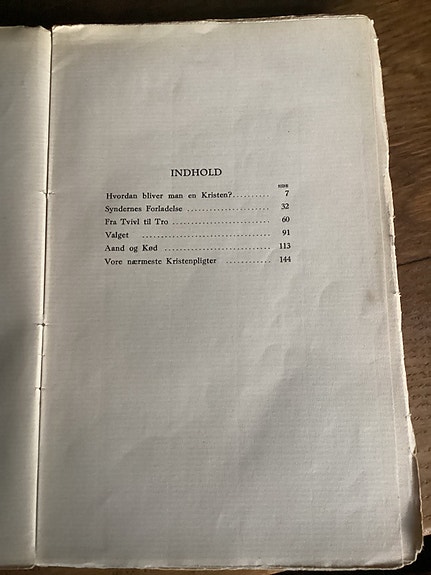 INDHOLD
SIDE
Hvordan bliver man en Kristen?.......... 7
Syndernes Forladelse ........................ 32
Fra Tvivl til Tro ............................ 60
Valget ................................ 91
Aand og Kød .............................. 113
Vore nærmeste Kristenpligter ............ 144